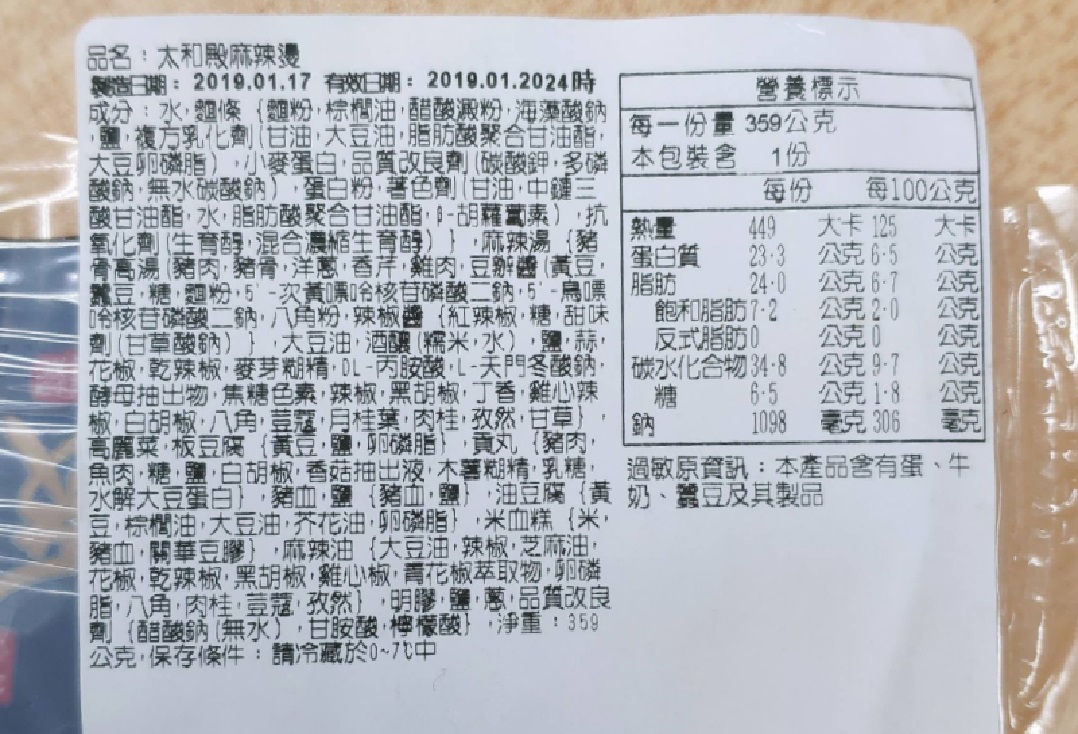 品名：太和殿麻辣燙
製造日期： 2019.01.17 有效日期： 2019.01.2024時
成分：水,麵條 {麵粉,棕櫚油,醋酸澱粉,海藻酸鈉
,鹽,複方乳化劑(甘油,大豆油,脂肪酸聚合甘油酯,
大豆卵磷脂) ,小麥蛋白,品質改良劑(碳酸鉀,多磷
酸鈉,無水碳酸鈉) ,蛋白粉,著色劑(甘油,中鏈三
酸甘油酯,水,脂肪酸聚合甘油酯,β-胡蘿蔔素) ,抗
氧化劑(生育醇,混合濃縮生育醇) } ,麻辣湯 {豬
骨高湯(豬肉,豬骨,洋蔥,香芹,雞肉,豆瓣醬(黃豆,
蠶豆,糖,麵粉,5'-次黃嘌呤核苷磷酸二鈉,5'-鳥嘌
呤核苷磷酸二鈉,八角粉,辣椒醬 {紅辣椒,糖,甜味
劑(甘草酸鈉) } ,大豆油,酒釀(糯米,水) ,鹽,蒜,
花椒,乾辣椒,麥芽糊精,DL-丙胺酸,L-天門冬酸鈉,
酵母抽出物,焦糖色素,辣椒,黑胡椒,丁香,雞心辣
椒,白胡椒,八角,荳蔻,月桂葉,肉桂,孜然,甘草} ,
高麗菜,板豆腐 {黃豆,鹽,卵磷脂} ,貢丸 {豬肉,
魚肉,糖,鹽,白胡椒,香菇抽出液,木薯糊精,乳糖,
水解大豆蛋白} ,豬血,鹽 {豬血,鹽} ,油豆腐 {黃
豆,棕櫚油,大豆油,芥花油,卵磷脂} ,米血糕 {米,
豬血,關華豆膠} ,麻辣油 {大豆油,辣椒,芝麻油,
花椒,乾辣椒,黑胡椒,雞心椒,青花椒萃取物,卵磷
脂,八角,肉桂,荳蔻,孜然} ,明膠,鹽,蔥,品質改良
劑 {醋酸鈉(無水) ,甘胺酸,檸檬酸} ,淨重：359
公克,保存條件：請冷藏於0~7℃中
營養標示
每一份量 359公克
本包裝含 1份
每份 每100公克
熱量 449 大卡 125 大卡
蛋白質 23.3 公克 6.5 公克
脂肪 24.0 公克 6.7 公克
飽和脂肪 7.2 公克 2.0 公克
反式脂肪 0 公克 0 公克
碳水化合物 34.8 公克 9.7 公克
糖 6.5 公克 1.8 公克
鈉 1098 毫克 306 毫克
過敏原資訊：本產品含有蛋、牛
奶、蠶豆及其製品